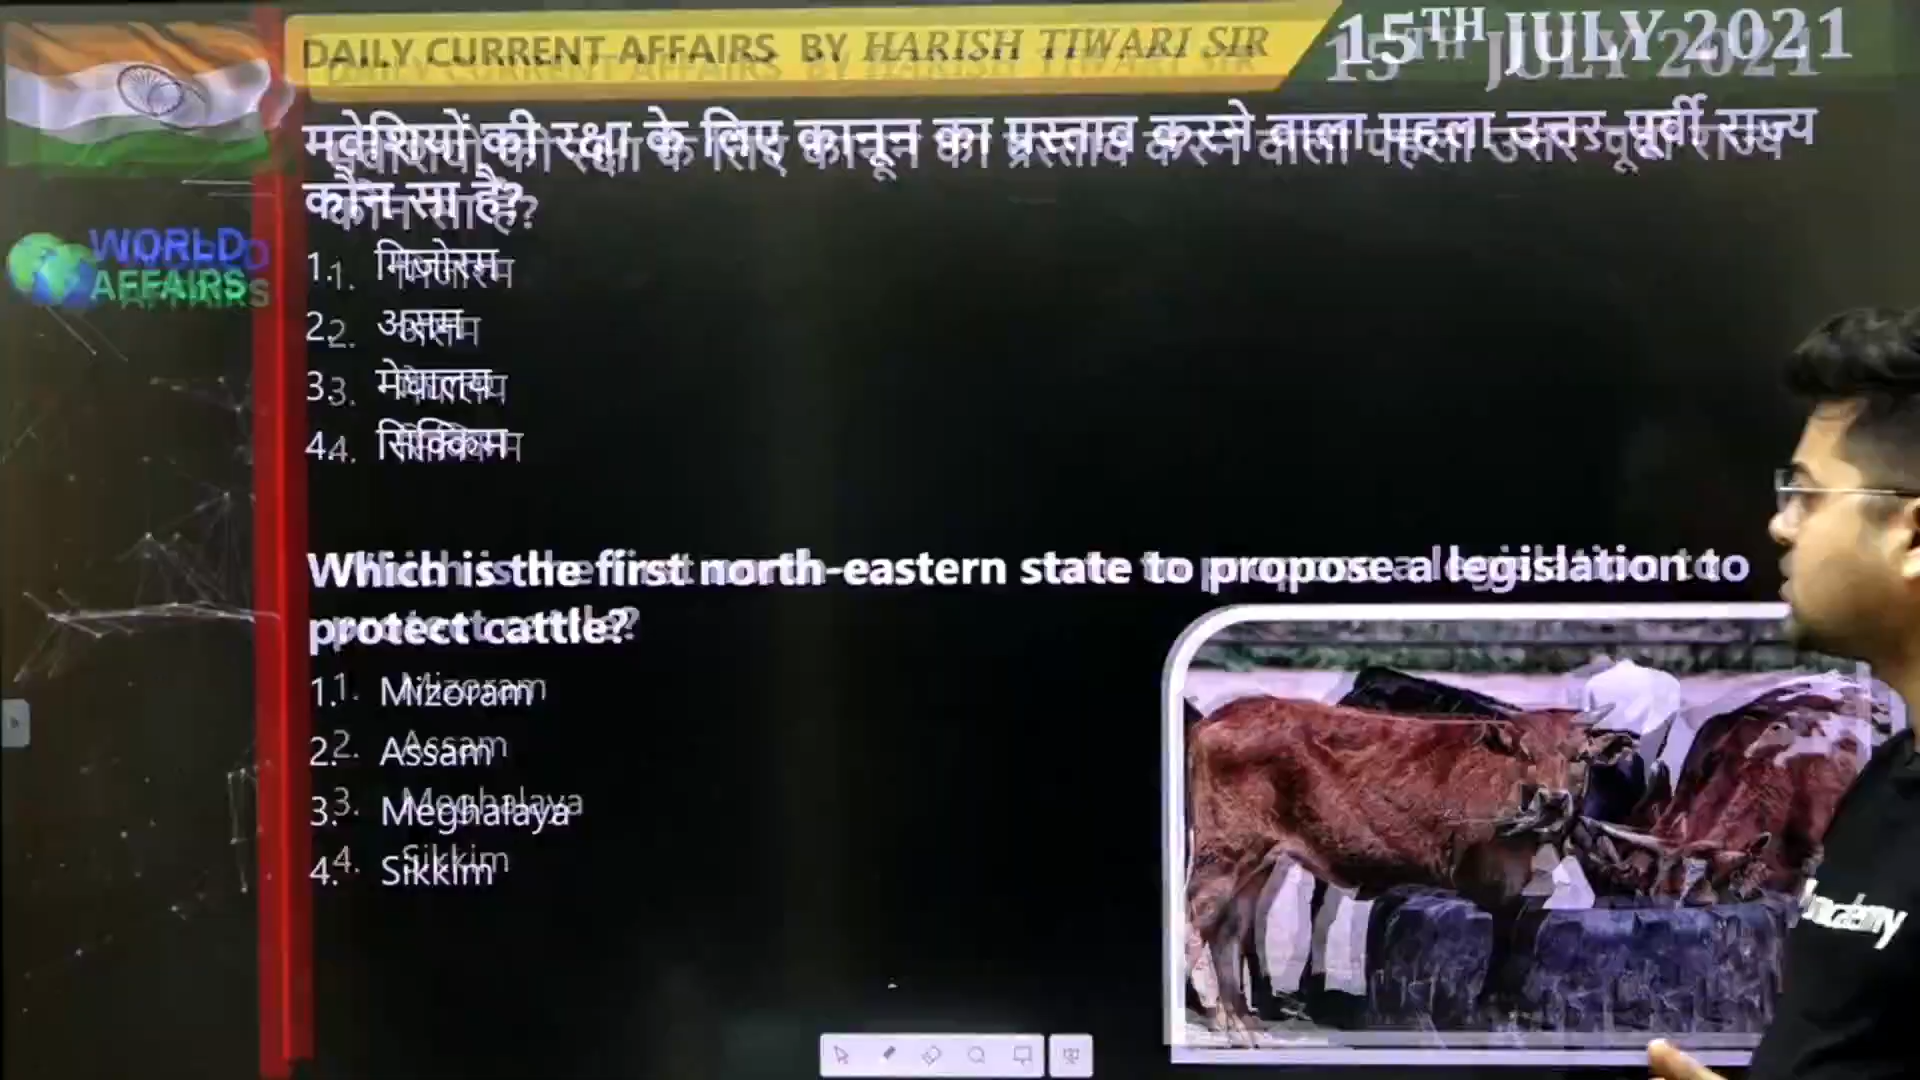 DAILY CURRENT AFFAIRS BY HARISH TIWARI SIR
15TH JULY 2021
मवेशियों की रक्षा के लिए कानून का प्रस्ताव करने वाला पहला उत्तर-पूर्वी राज्य
कौन सा है?
WORLD
AFFAIRS
1. मिजोरम
2. असम
3. मेघालय
4. सिक्किम
Which is the first north-eastern state to propose a legislation to
protect cattle?
1. Mizoram
2. Assam
3. Meghalaya
4. Sikkim